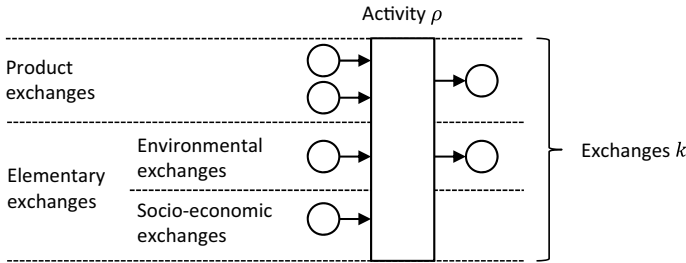 Activity ρ
Product
exchanges
Environmental
exchanges
Elementary
exchanges
Socio-economic
exchanges
Exchanges k